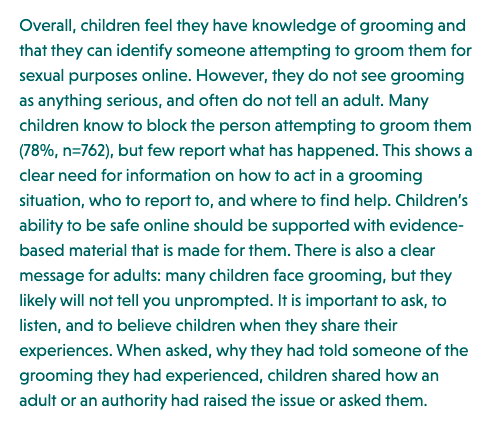 Overall, children feel they have knowledge of grooming and
that they can identify someone attempting to groom them for
sexual purposes online. However, they do not see grooming
as anything serious, and often do not tell an adult. Many
children know to block the person attempting to groom them
(78%, n=762), but few report what has happened. This shows a
clear need for information on how to act in a grooming
situation, who to report to, and where to find help. Children’s
ability to be safe online should be supported with evidence-
based material that is made for them. There is also a clear
message for adults: many children face grooming, but they
likely will not tell you unprompted. It is important to ask, to
listen, and to believe children when they share their
experiences. When asked, why they had told someone of the
grooming they had experienced, children shared how an
adult or an authority had raised the issue or asked them.